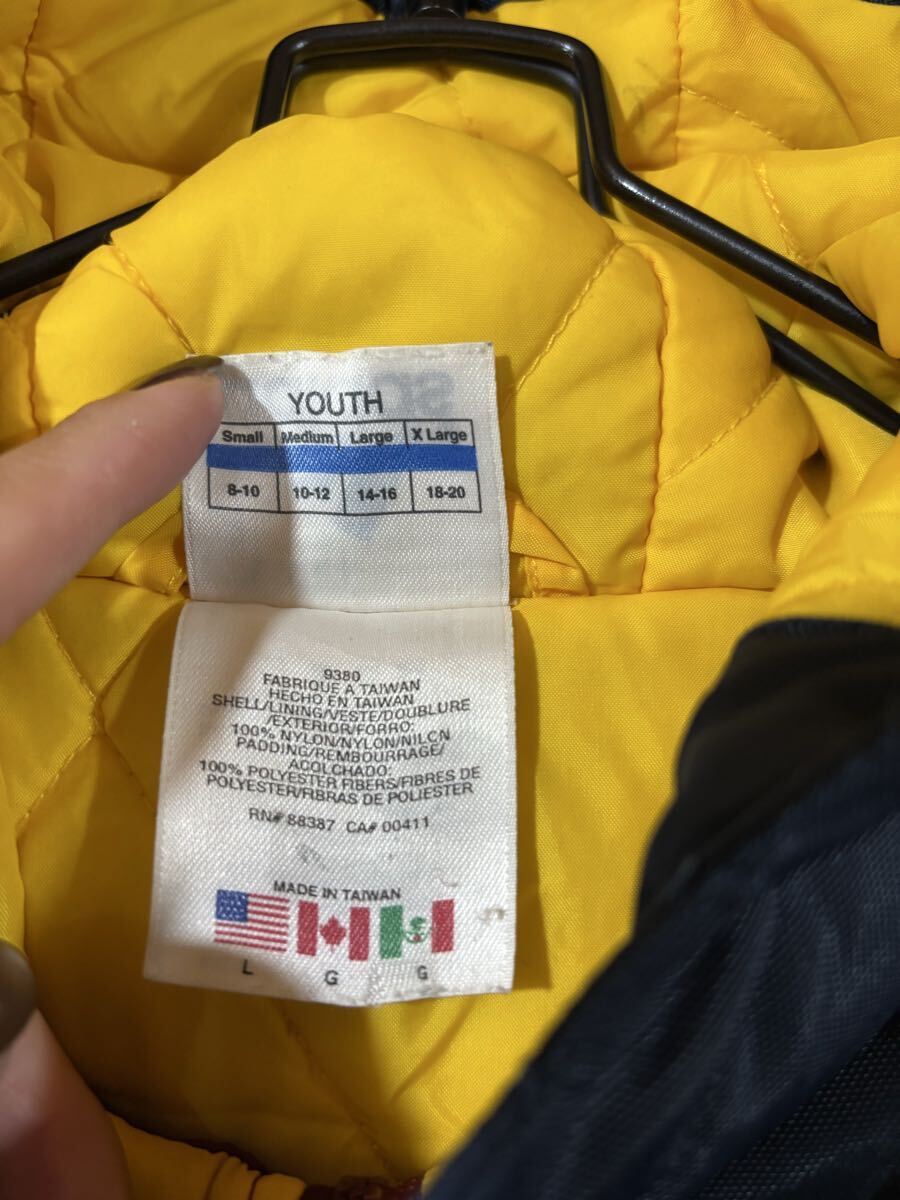 YOUTH
Small Medium Large X Large
8-10 10-12 14-16 18-20
9380
FABRIQUE A TAIWAN
HECHO EN TAIWAN
SHELL/LINING/VESTE/DOUBLURE
/EXTERIOR/FORRO:
100% NYLON/NYLON/NILCN
PADDING/REMBOURRAGE/
ACOLCHADO:
100% POLYESTER FIBERS/FIBRES DE
POLYESTER/FIBRAS DE POLIESTER
RN# 88387 CA# 00411
MADE IN TAIWAN
L G G